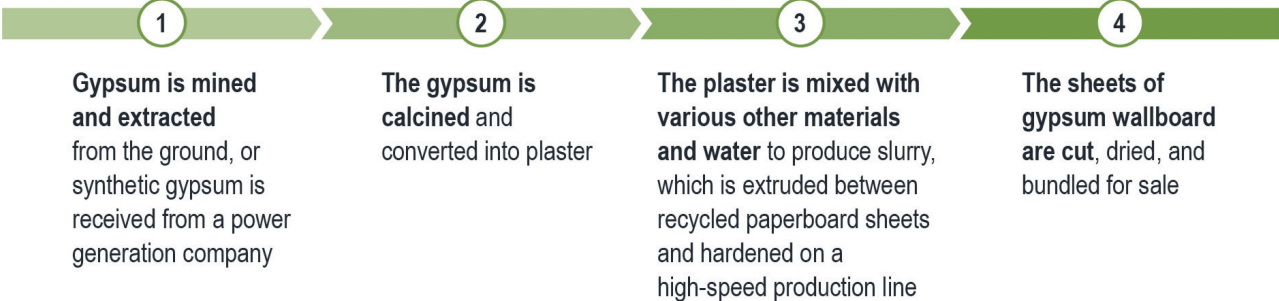 1
Gypsum is mined
and extracted
from the ground, or
synthetic gypsum is
received from a power
generation company
2
The gypsum is
calcined and
converted into plaster
3
The plaster is mixed with
various other materials
and water to produce slurry,
which is extruded between
recycled paperboard sheets
and hardened on a
high-speed production line
4
The sheets of
gypsum wallboard
are cut, dried, and
bundled for sale